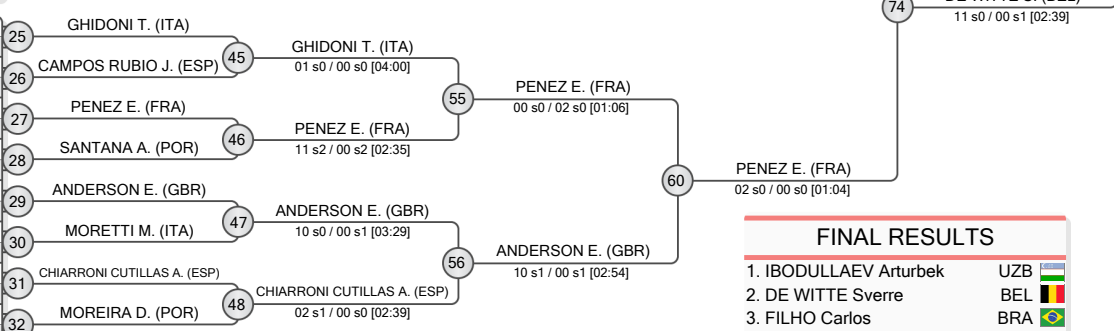 74
11 s0 / 00 s1 [02:39]
25
GHIDONI T. (ITA)
26
CAMPOS RUBIO J. (ESP)
45
GHIDONI T. (ITA)
01 s0 / 00 s0 [04:00]
27
PENEZ E. (FRA)
28
SANTANA A. (POR)
46
PENEZ E. (FRA)
11 s2 / 00 s2 [02:35]
55
PENEZ E. (FRA)
00 s0 / 02 s0 [01:06]
29
ANDERSON E. (GBR)
30
MORETTI M. (ITA)
47
ANDERSON E. (GBR)
10 s0 / 00 s1 [03:29]
31
CHIARRONI CUTILLAS A. (ESP)
32
MOREIRA D. (POR)
48
CHIARRONI CUTILLAS A. (ESP)
02 s1 / 00 s0 [02:39]
56
ANDERSON E. (GBR)
10 s1 / 00 s1 [02:54]
60
PENEZ E. (FRA)
02 s0 / 00 s0 [01:04]
FINAL RESULTS
1. IBODULLAEV Arturbek UZB
2. DE WITTE Sverre BEL
3. FILHO Carlos BRA